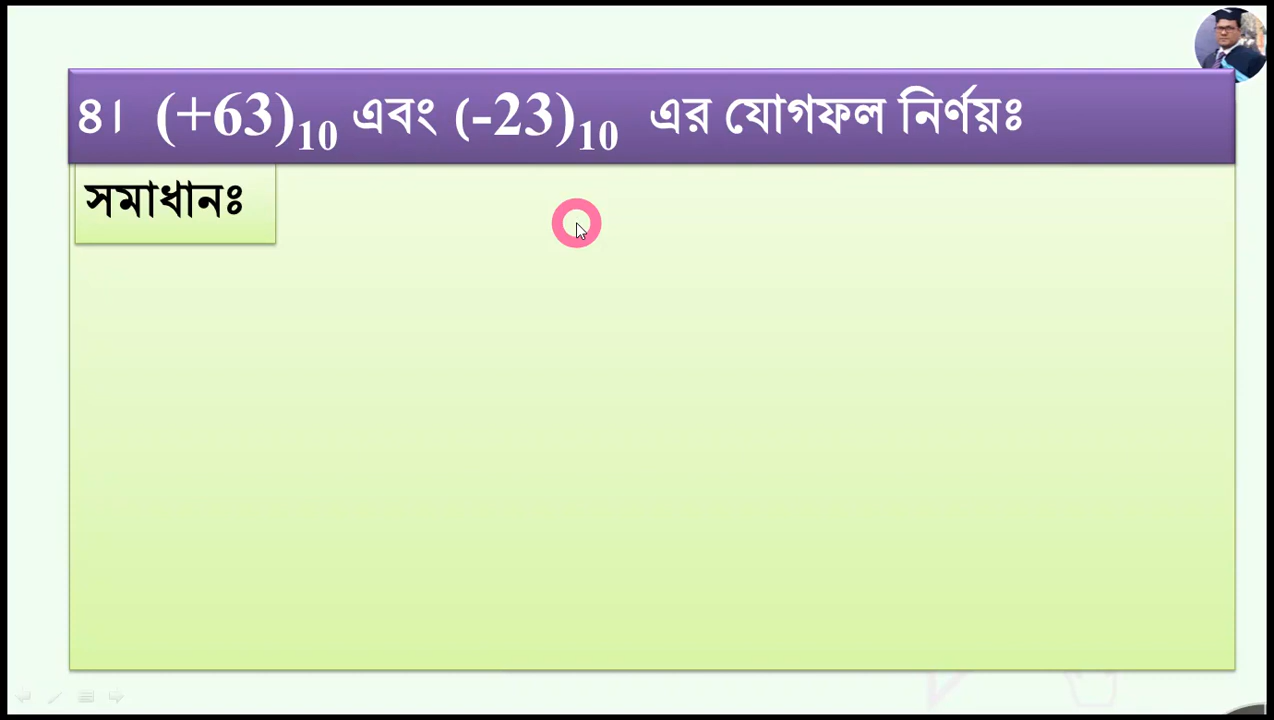 ৪। (+63)₁₀ এবং (-23)₁₀ এর যোগফল নির্ণয়ঃ
সমাধানঃ